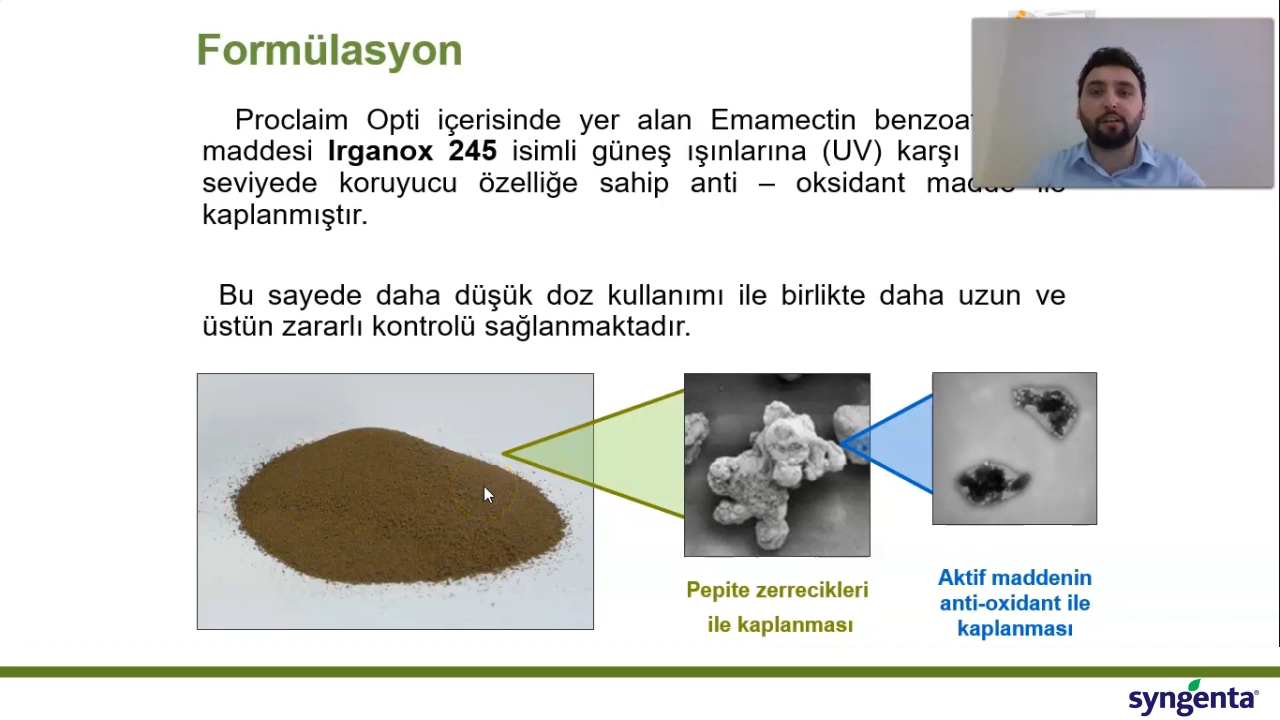 Formülasyon
Proclaim Opti içerisinde yer alan Emamectin
maddesi Irganox 245 isimli güneş ışınlarına (UV) karşı
seviyede koruyucu özelliğe sahip anti – oksidant madde ile
kaplanmıştır.
Bu sayede daha düşük doz kullanımı ile birlikte daha uzun ve
üstün zararlı kontrolü sağlanmaktadır.
Pepite zerrecikleri
ile kaplanması
Aktif maddenin
anti-oxidant ile
kaplanması
syngenta